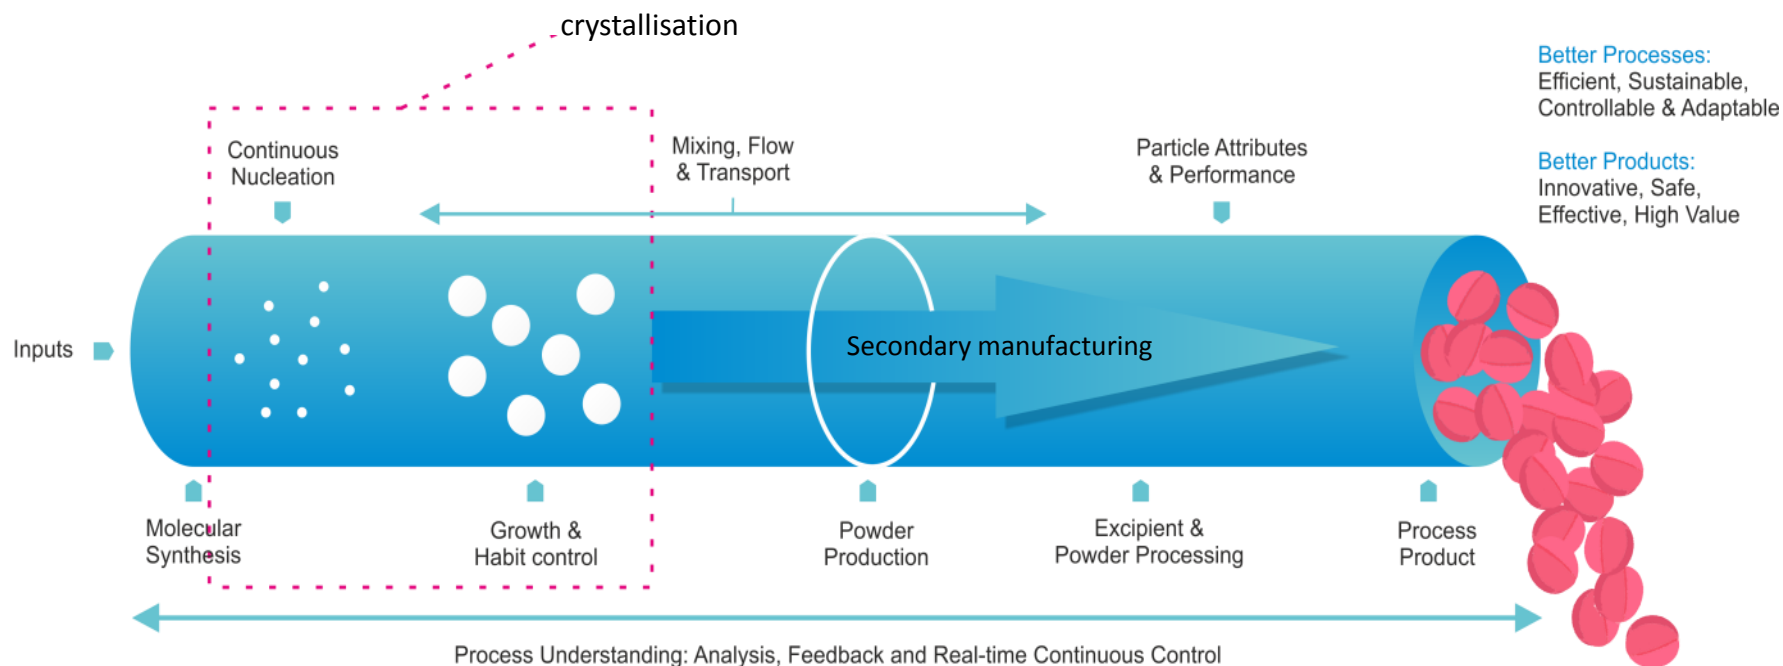 crystallisation
Better Processes:
Efficient, Sustainable,
Controllable & Adaptable
Better Products:
Innovative, Safe,
Effective, High Value
Continuous
Nucleation
Mixing, Flow
& Transport
Particle Attributes
& Performance
Inputs
Secondary manufacturing
Molecular
Synthesis
Growth &
Habit control
Powder
Production
Excipient &
Powder Processing
Process
Product
Process Understanding: Analysis, Feedback and Real-time Continuous Control